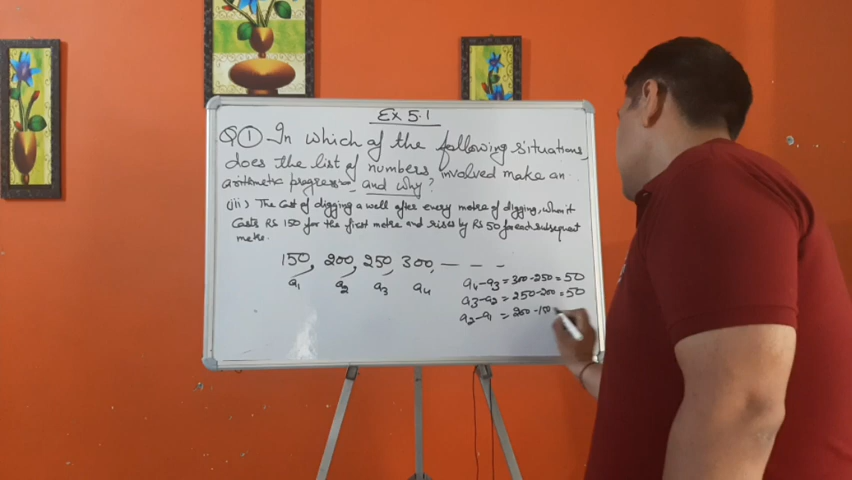 Ex 5.1
Q① In which of the following situations,
does the list of numbers involved make an
arithmetic progression and why?
(iii) The Cost of digging a well after every metre of digging, when it
Costs Rs 150 for the first metre and rises by Rs 50 for each subsequent
metre.
150, 200, 250, 300, — — –
a₁ a₂ a₃ a₄
a₄-a₃ = 300-250 = 50
a₃-a₂ = 250-200 = 50
a₂-a₁ = 200-150